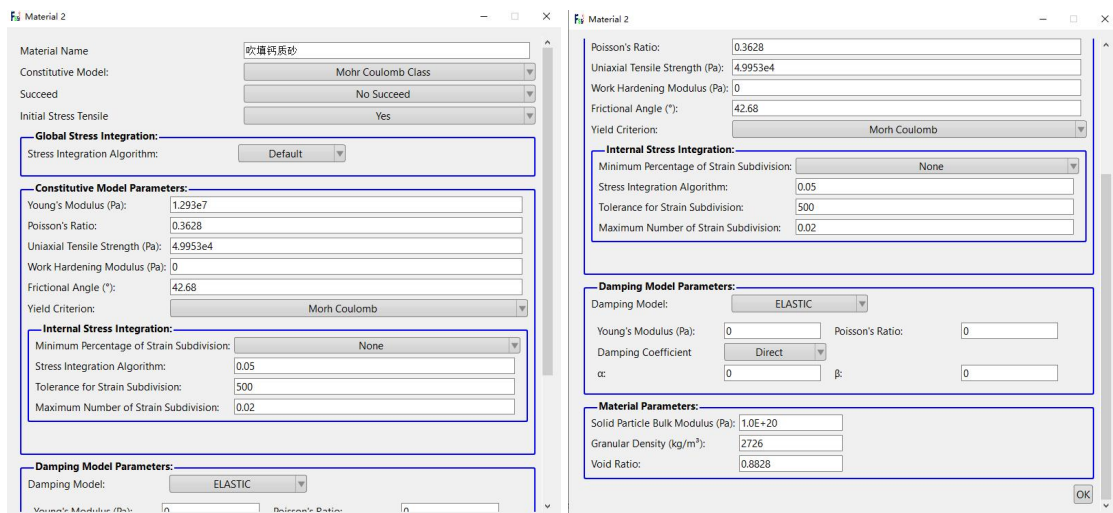 Material 2
Material Name 吹填钙质砂
Constitutive Model: Mohr Coulomb Class
Succeed No Succeed
Initial Stress Tensile Yes
Global Stress Integration:
Stress Integration Algorithm: Default
Constitutive Model Parameters:
Young's Modulus (Pa): 1.293e7
Poisson's Ratio: 0.3628
Uniaxial Tensile Strength (Pa): 4.9953e4
Work Hardening Modulus (Pa): 0
Frictional Angle (°): 42.68
Yield Criterion: Morh Coulomb
Internal Stress Integration:
Minimum Percentage of Strain Subdivision: None
Stress Integration Algorithm: 0.05
Tolerance for Strain Subdivision: 500
Maximum Number of Strain Subdivision: 0.02
Damping Model Parameters:
Damping Model: ELASTIC
Young's Modulus (Pa): 0 Poisson's Ratio: 0
Material 2
Poisson's Ratio: 0.3628
Uniaxial Tensile Strength (Pa): 4.9953e4
Work Hardening Modulus (Pa): 0
Frictional Angle (°): 42.68
Yield Criterion: Morh Coulomb
Internal Stress Integration:
Minimum Percentage of Strain Subdivision: None
Stress Integration Algorithm: 0.05
Tolerance for Strain Subdivision: 500
Maximum Number of Strain Subdivision: 0.02
Damping Model Parameters:
Damping Model: ELASTIC
Young's Modulus (Pa): 0 Poisson's Ratio: 0
Damping Coefficient Direct
α: 0 β: 0
Material Parameters:
Solid Particle Bulk Modulus (Pa): 1.0E+20
Granular Density (kg/m³): 2726
Void Ratio: 0.8828
OK